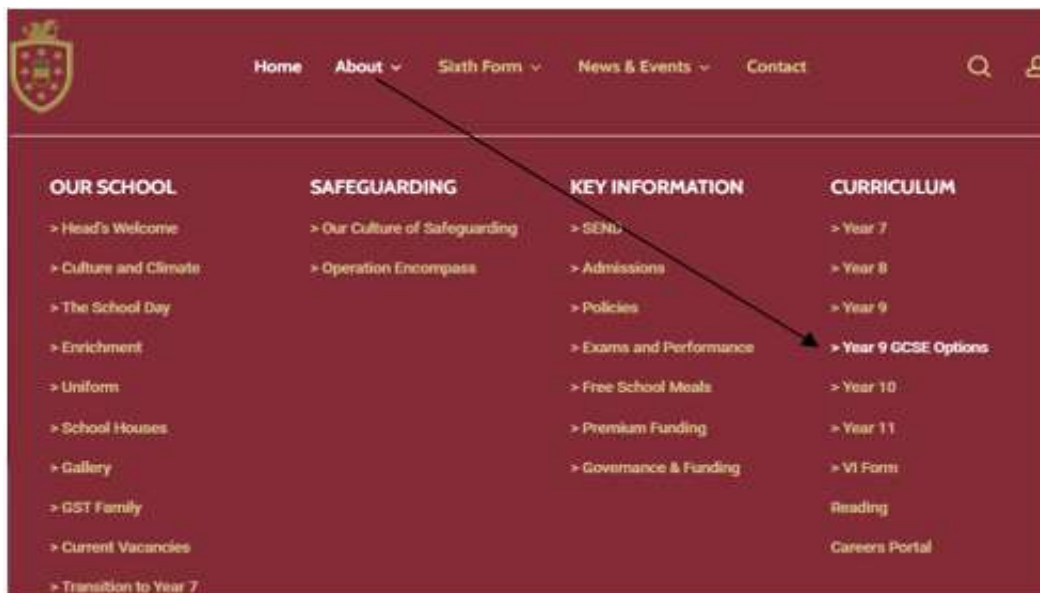 Home About Sixth Form News & Events Contact
OUR SCHOOL
> Head's Welcome
> Culture and Climate
> The School Day
> Enrichment
> Uniform
> School Houses
> Gallery
> GST Family
> Current Vacancies
> Transition to Year 7
SAFEGUARDING
> Our Culture of Safeguarding
> Operation Encompass
KEY INFORMATION
> SEND
> Admissions
> Policies
> Exams and Performance
> Free School Meals
> Premium Funding
> Governance & Funding
CURRICULUM
> Year 7
> Year 8
> Year 9
> Year 9 GCSE Options
> Year 10
> Year 11
> VI Form
Reading
Careers Portal